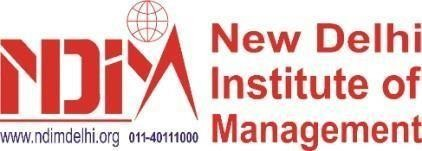 NDIM
www.ndimdelhi.org 011-40111000
New Delhi
Institute of
Management